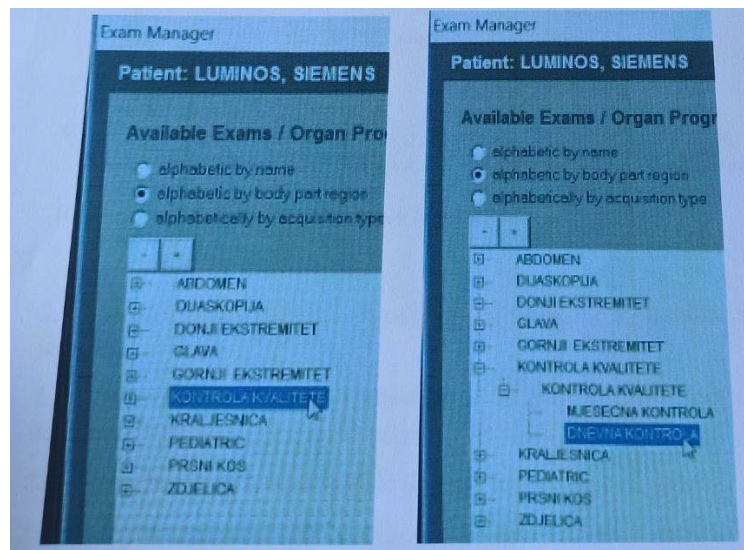 Exam Manager
Patient: LUMINOS, SIEMENS
Available Exams / Organ Pro
alphabetic by name
alphabetic by body part region
alphabetically by acquisition type
- +
ABDOMEN
DIJASKOPIJA
DONJI EKSTREMITET
GLAVA
GORNJI EKSTREMITET
KONTROLA KVALITETE
KRALJEŠNICA
PEDIATRIC
PRSNI KOS
ZDJELICA
Exam Manager
Patient: LUMINOS, SIEMENS
Available Exams / Organ Progr
alphabetic by name
alphabetic by body part region
alphabetically by acquisition type
- +
ABDOMEN
DIJASKOPIJA
DONJI EKSTREMITET
GLAVA
GORNJI EKSTREMITET
KONTROLA KVALITETE
KONTROLA KVALITETE
MJESECNA KONTROLA
DNEVNA KONTROLA
KRALJESNICA
PEDIATRIC
PRSNI KOS
ZDJELICA